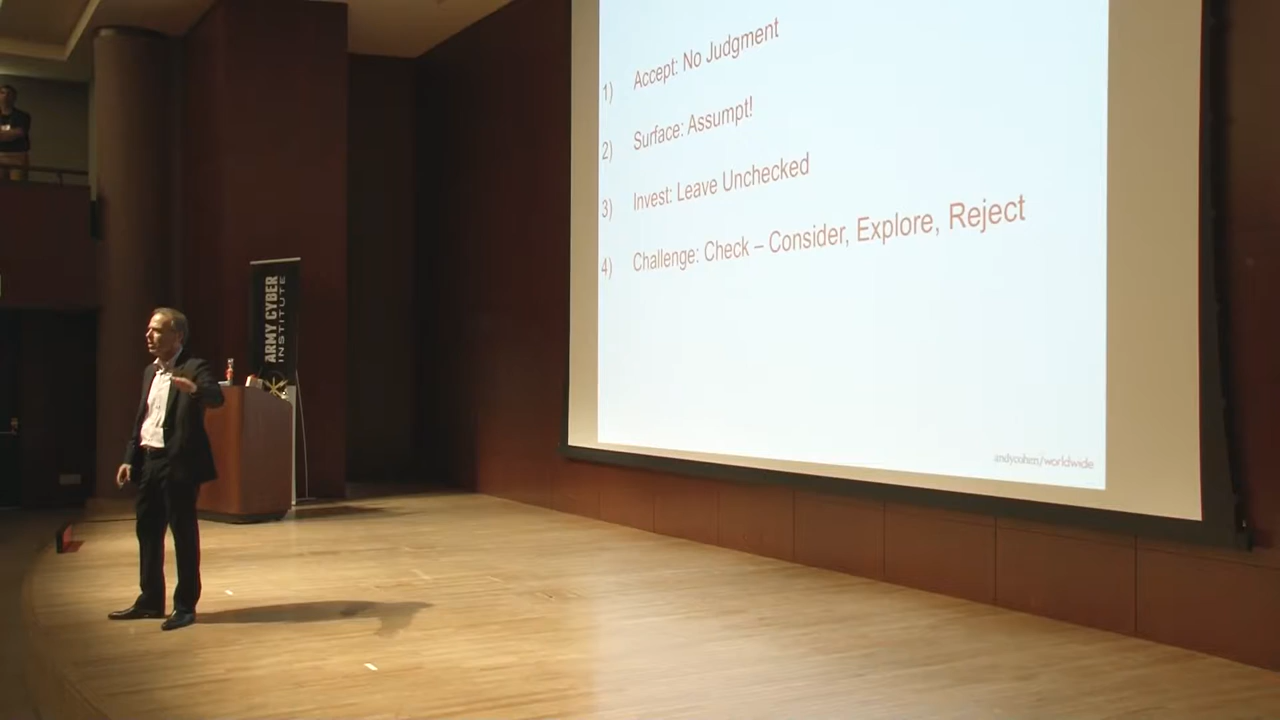 1) Accept: No Judgment
2) Surface: Assumpt!
3) Invest: Leave Unchecked
4) Challenge: Check – Consider, Explore, Reject
andycohen/worldwide
ARMY CYBER
INSTITUTE